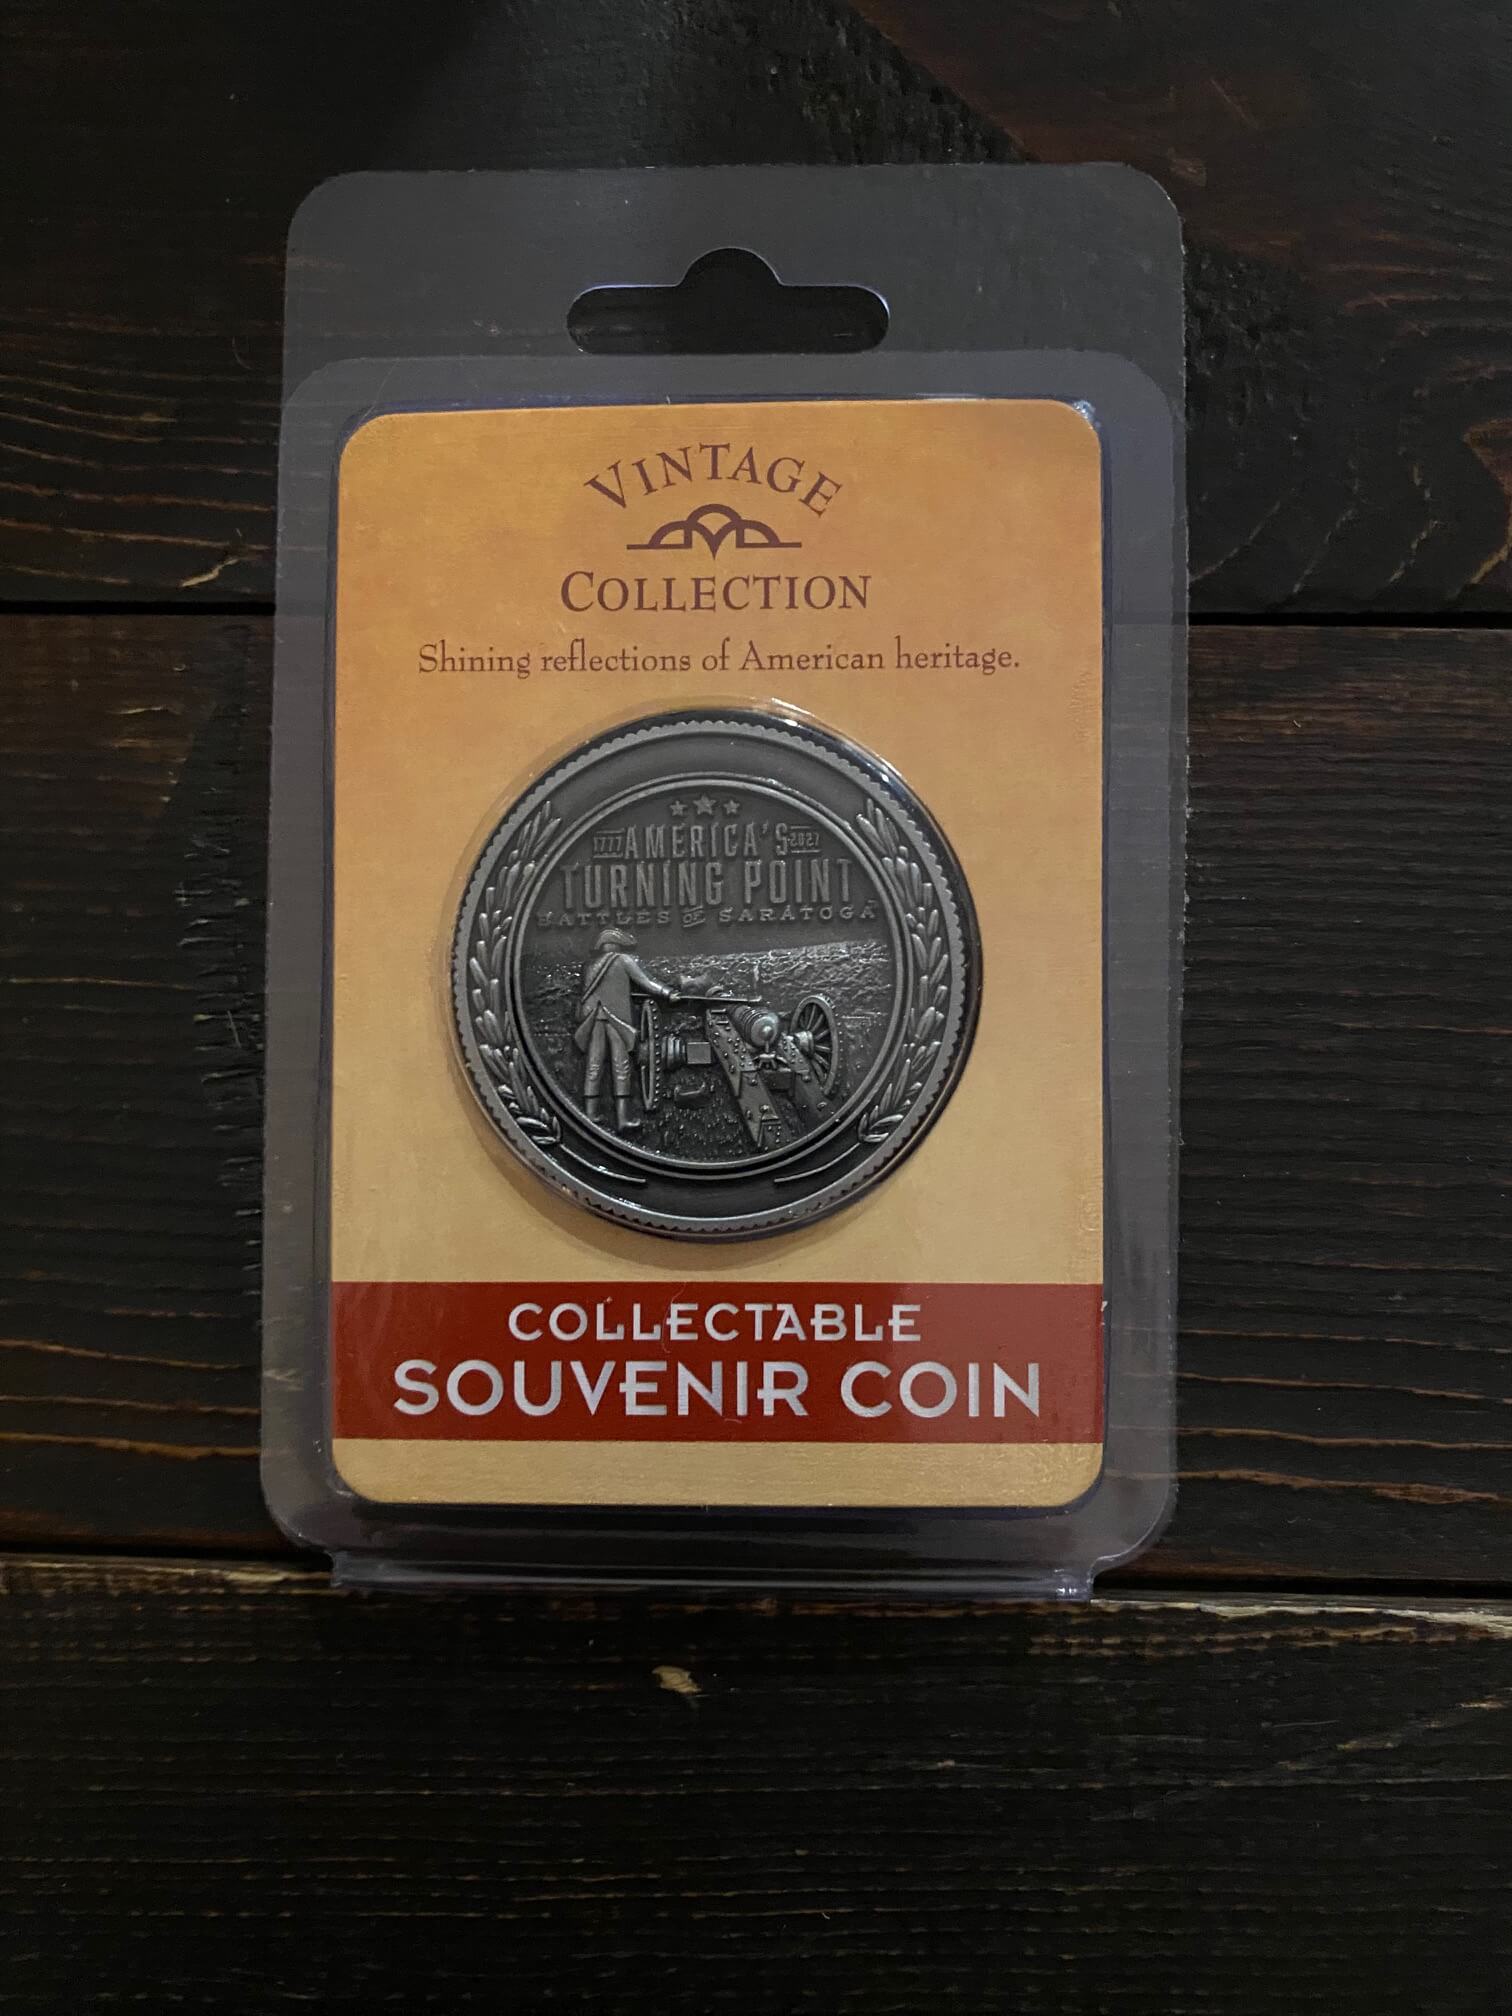 VINTAGE
COLLECTION
Shining reflections of American heritage.
1777 AMERICA'S 2027
TURNING POINT
BATTLES OF SARATOGA
COLLECTABLE
SOUVENIR COIN